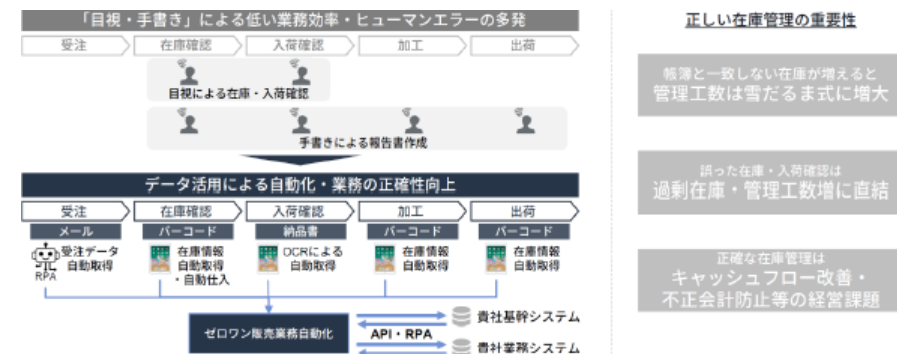 「目視・手書き」による低い業務効率・ヒューマンエラーの多発
受注
在庫確認
入荷確認
加工
出荷
目視による在庫・入荷確認
手書きによる報告書作成
データ活用による自動化・業務の正確性向上
受注
在庫確認
入荷確認
加工
出荷
メール
バーコード
納品書
バーコード
バーコード
RPA
受注データ
自動取得
在庫情報
自動取得
・自動仕入
OCRによる
自動取得
在庫情報
自動取得
在庫情報
自動取得
ゼロワン販売業務自動化
API・RPA
貴社基幹システム
貴社業務システム
正しい在庫管理の重要性
帳簿と一致しない在庫が増えると
管理工数は雪だるま式に増大
誤った在庫・入荷確認は
過剰在庫・管理工数増に直結
正確な在庫管理は
キャッシュフロー改善・
不正会計防止等の経営課題